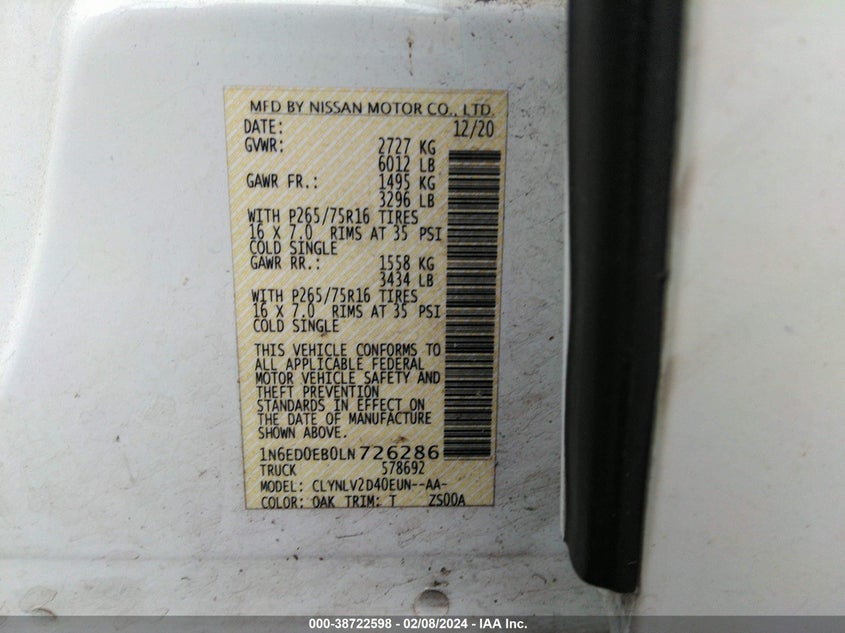 MFD BY NISSAN MOTOR CO., LTD.
DATE: 12/20
GVWR: 2727 KG
6012 LB
GAWR FR.: 1495 KG
3296 LB
WITH P265/75R16 TIRES
16 X 7.0 RIMS AT 35 PSI
COLD SINGLE
GAWR RR.: 1558 KG
3434 LB
WITH P265/75R16 TIRES
16 X 7.0 RIMS AT 35 PSI
COLD SINGLE
THIS VEHICLE CONFORMS TO
ALL APPLICABLE FEDERAL
MOTOR VEHICLE SAFETY AND
THEFT PREVENTION
STANDARDS IN EFFECT ON
THE DATE OF MANUFACTURE
SHOWN ABOVE.
1N6ED0EB0LN726286
TRUCK 578692
MODEL: CLYNLV2D40EUN--AA-
COLOR: QAK TRIM: T ZS00A
000-38722598 - 02/08/2024 - IAA Inc.